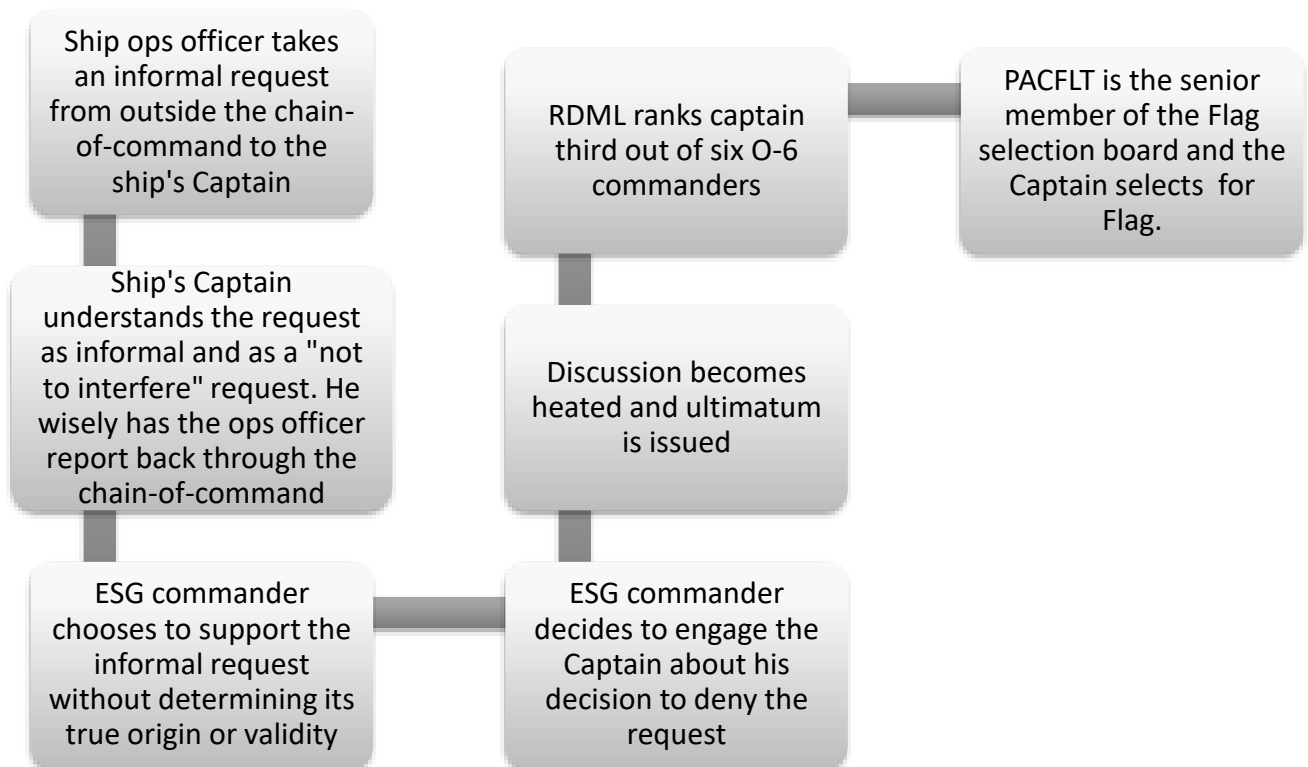 Ship ops officer takes
an informal request
from outside the chain-
of-command to the
ship's Captain
Ship's Captain
understands the request
as informal and as a "not
to interfere" request. He
wisely has the ops officer
report back through the
chain-of-command
ESG commander
chooses to support the
informal request
without determining its
true origin or validity
ESG commander
decides to engage the
Captain about his
decision to deny the
request
Discussion becomes
heated and ultimatum
is issued
RDML ranks captain
third out of six O-6
commanders
PACFLT is the senior
member of the Flag
selection board and the
Captain selects for
Flag.